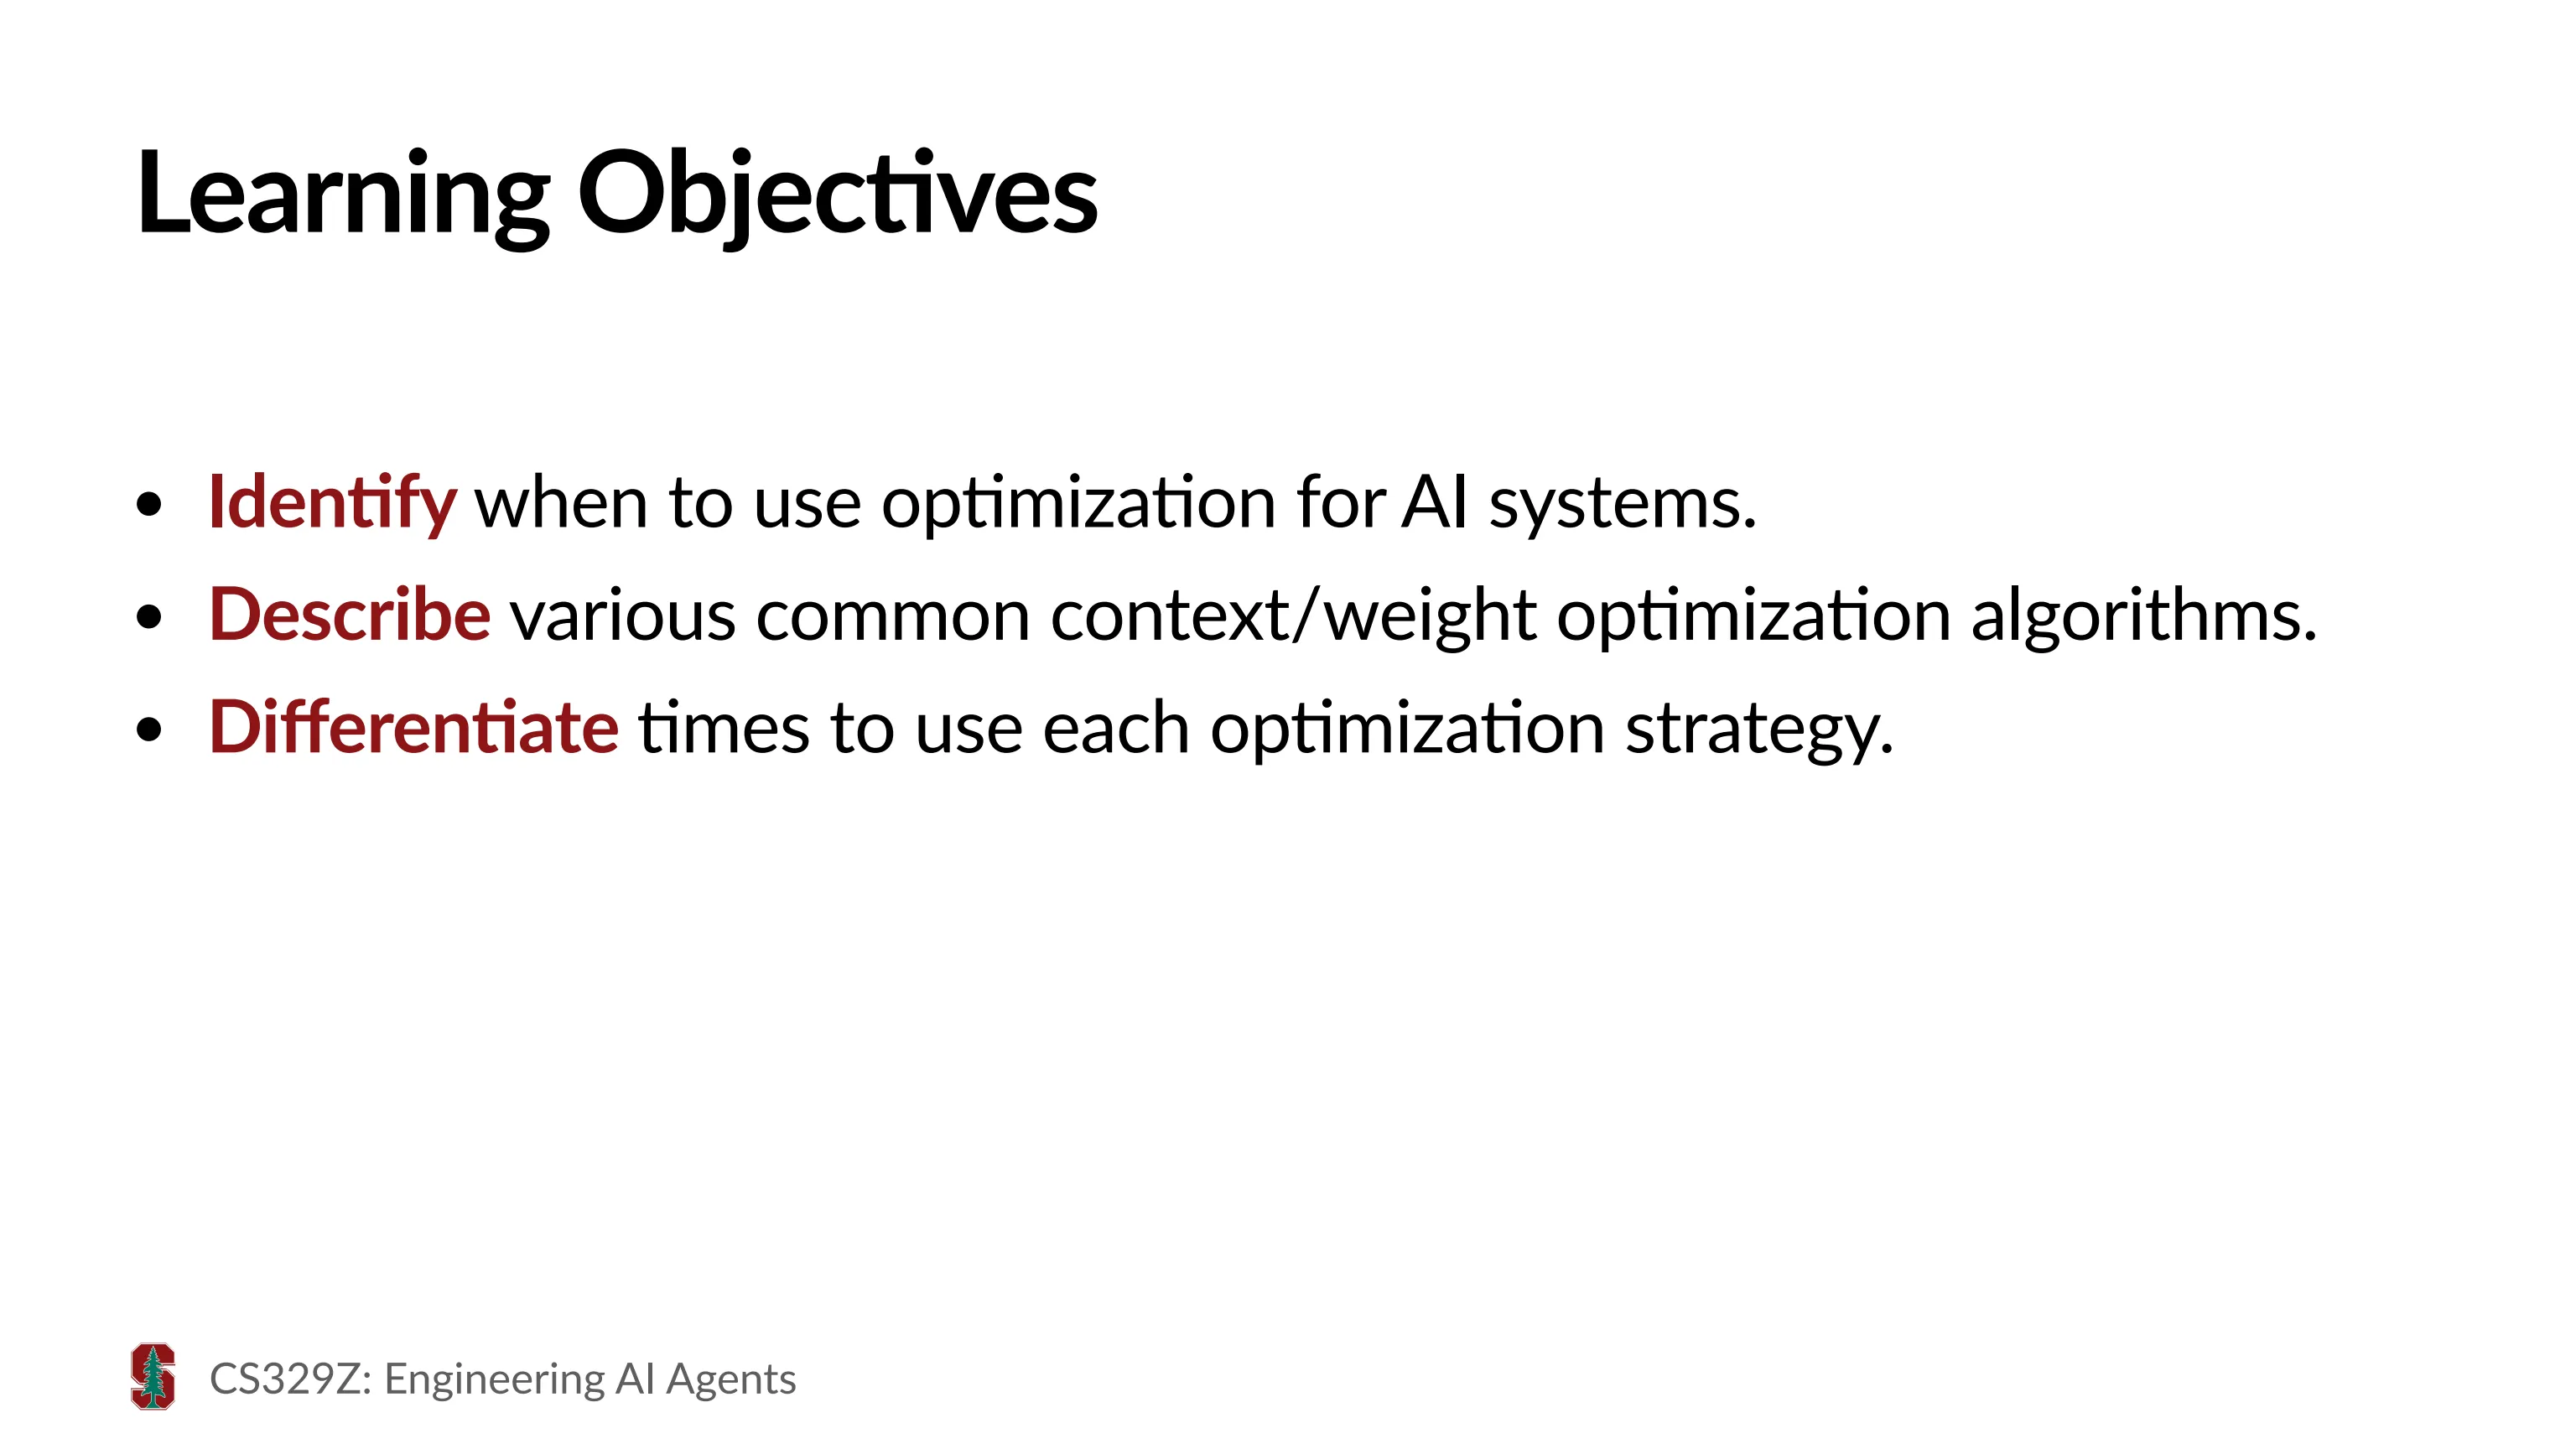 Learning Objectives
• Identify when to use optimization for AI systems.
• Describe various common context/weight optimization algorithms.
• Differentiate times to use each optimization strategy.
CS329Z: Engineering AI Agents